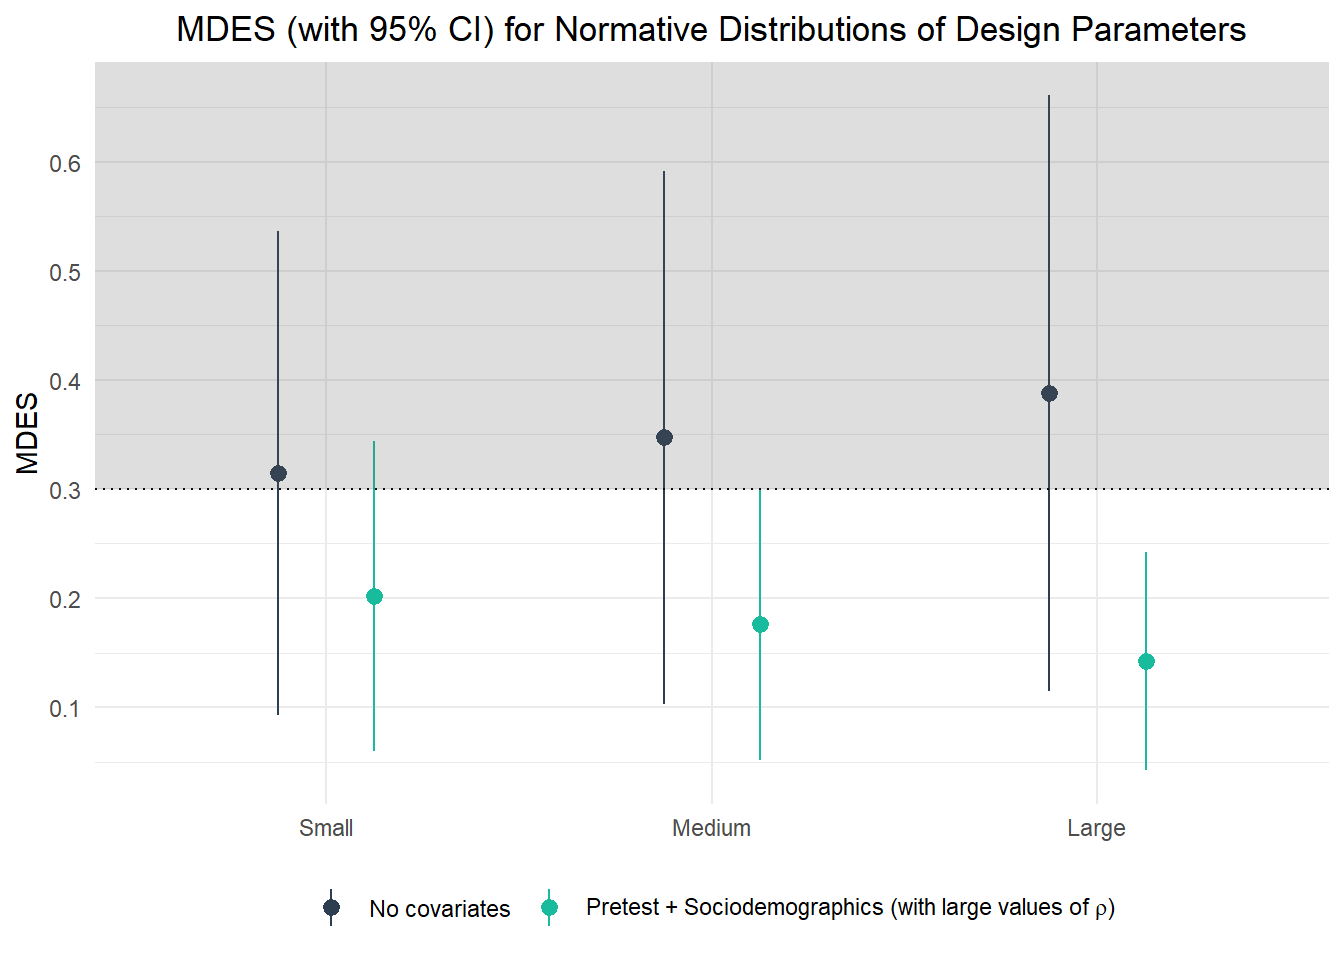 MDES (with 95% CI) for Normative Distributions of Design Parameters
MDES
0.6
0.5
0.4
0.3
0.2
0.1
Small
Medium
Large
No covariates
Pretest + Sociodemographics (with large values of ρ)